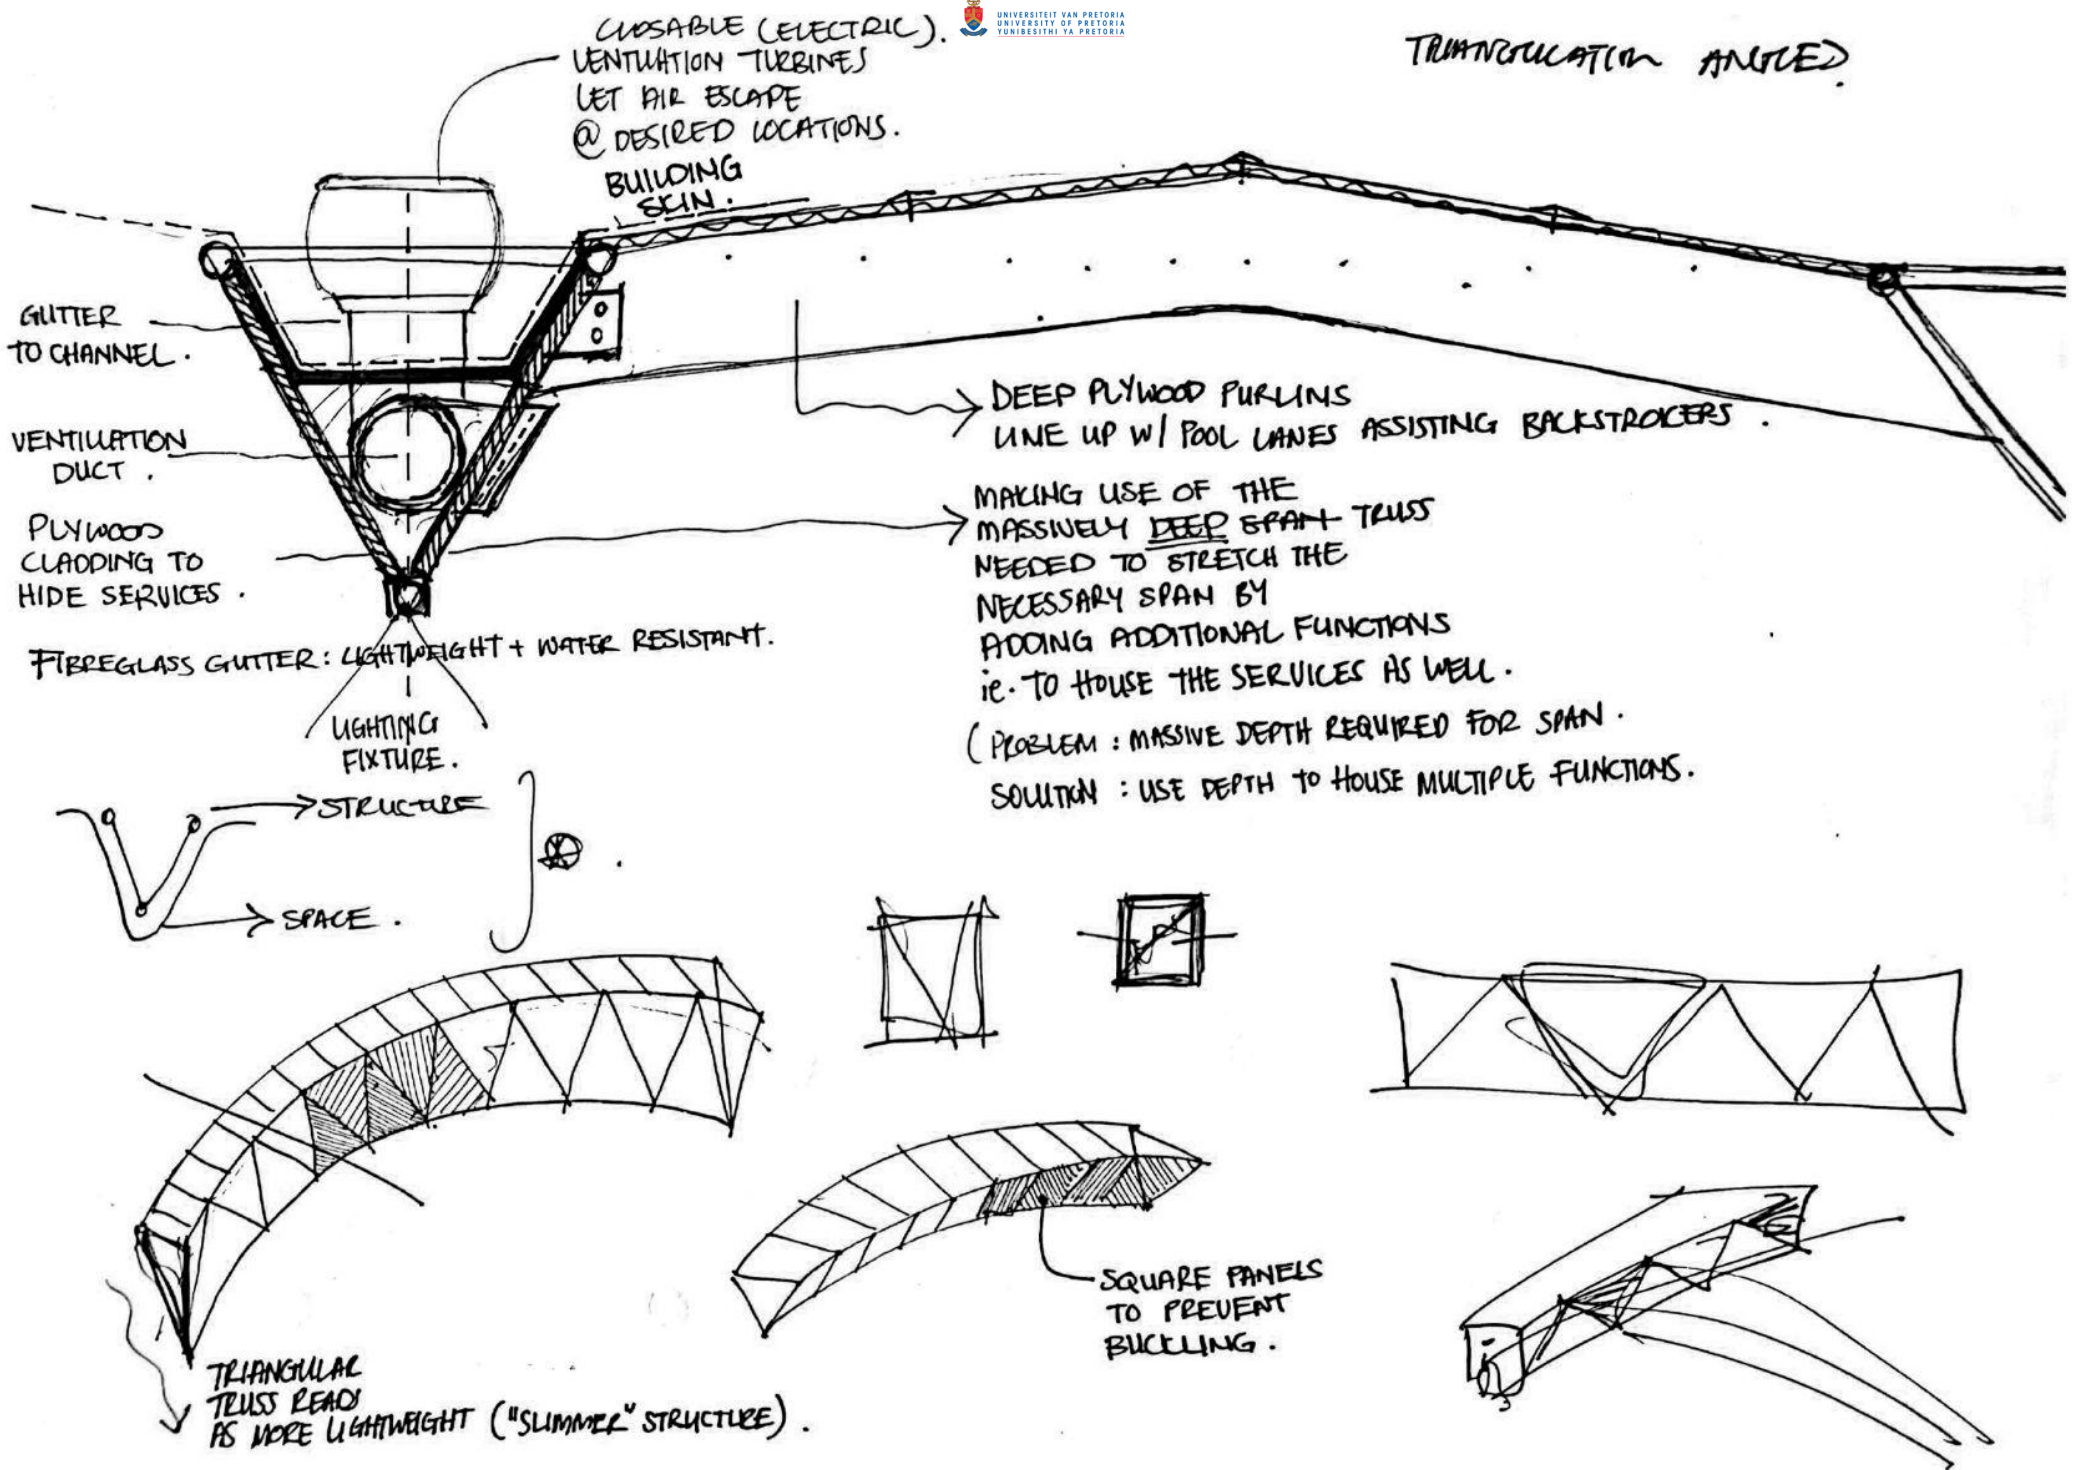 CLOSABLE (ELECTRIC).
VENTILLATION TURBINES
LET AIR ESCAPE
@ DESIRED LOCATIONS.
BUILDING
SKIN.
UNIVERSITEIT VAN PRETORIA
UNIVERSITY OF PRETORIA
YUNIBESITHI YA PRETORIA
TRIANGULATION ANGLED.
GUTTER
TO CHANNEL.
VENTILLATION
DUCT.
PLYWOOD
CLADDING TO
HIDE SERVICES.
FIBREGLASS GUTTER: LIGHTWEIGHT + WATER RESISTANT.
LIGHTING
FIXTURE.
DEEP PLYWOOD PURLINS
LINE UP W/ POOL LANES ASSISTING BACKSTROKERS.
MAKING USE OF THE
MASSIVELY DEEP SPAN TRUSS
NEEDED TO STRETCH THE
NECESSARY SPAN BY
ADDING ADDITIONAL FUNCTIONS
ie. TO HOUSE THE SERVICES AS WELL.
(PROBLEM: MASSIVE DEPTH REQUIRED FOR SPAN.
SOLUTION: USE DEPTH TO HOUSE MULTIPLE FUNCTIONS.
STRUCTURE
SPACE.
SQUARE PANELS
TO PREVENT
BUCKLING.
TRIANGULAR
TRUSS READS
AS MORE LIGHTWEIGHT ("SLIMMER" STRUCTURE).